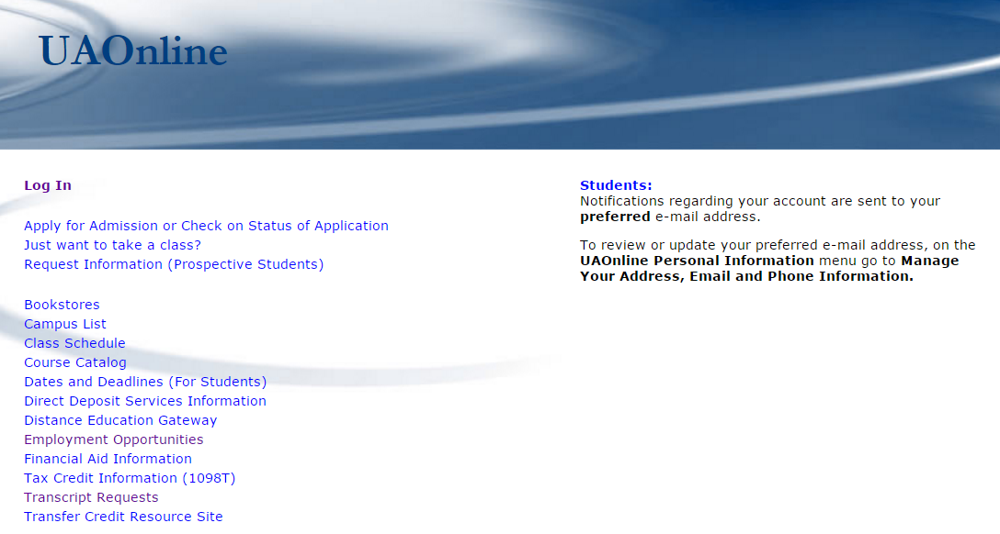 UAOnline
Log In
Apply for Admission or Check on Status of Application
Just want to take a class?
Request Information (Prospective Students)
Bookstores
Campus List
Class Schedule
Course Catalog
Dates and Deadlines (For Students)
Direct Deposit Services Information
Distance Education Gateway
Employment Opportunities
Financial Aid Information
Tax Credit Information (1098T)
Transcript Requests
Transfer Credit Resource Site
Students:
Notifications regarding your account are sent to your
preferred e-mail address.
To review or update your preferred e-mail address, on the
UAOnline Personal Information menu go to Manage
Your Address, Email and Phone Information.